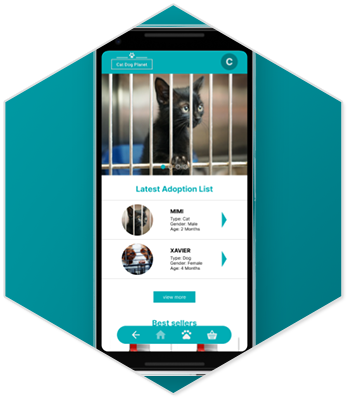 Cat Dog Planet
C
Latest Adoption List
MIMI
Type: Cat
Gender: Male
Age: 2 Months
XAVIER
Type: Dog
Gender: Female
Age: 4 Months
view more
Best sellers